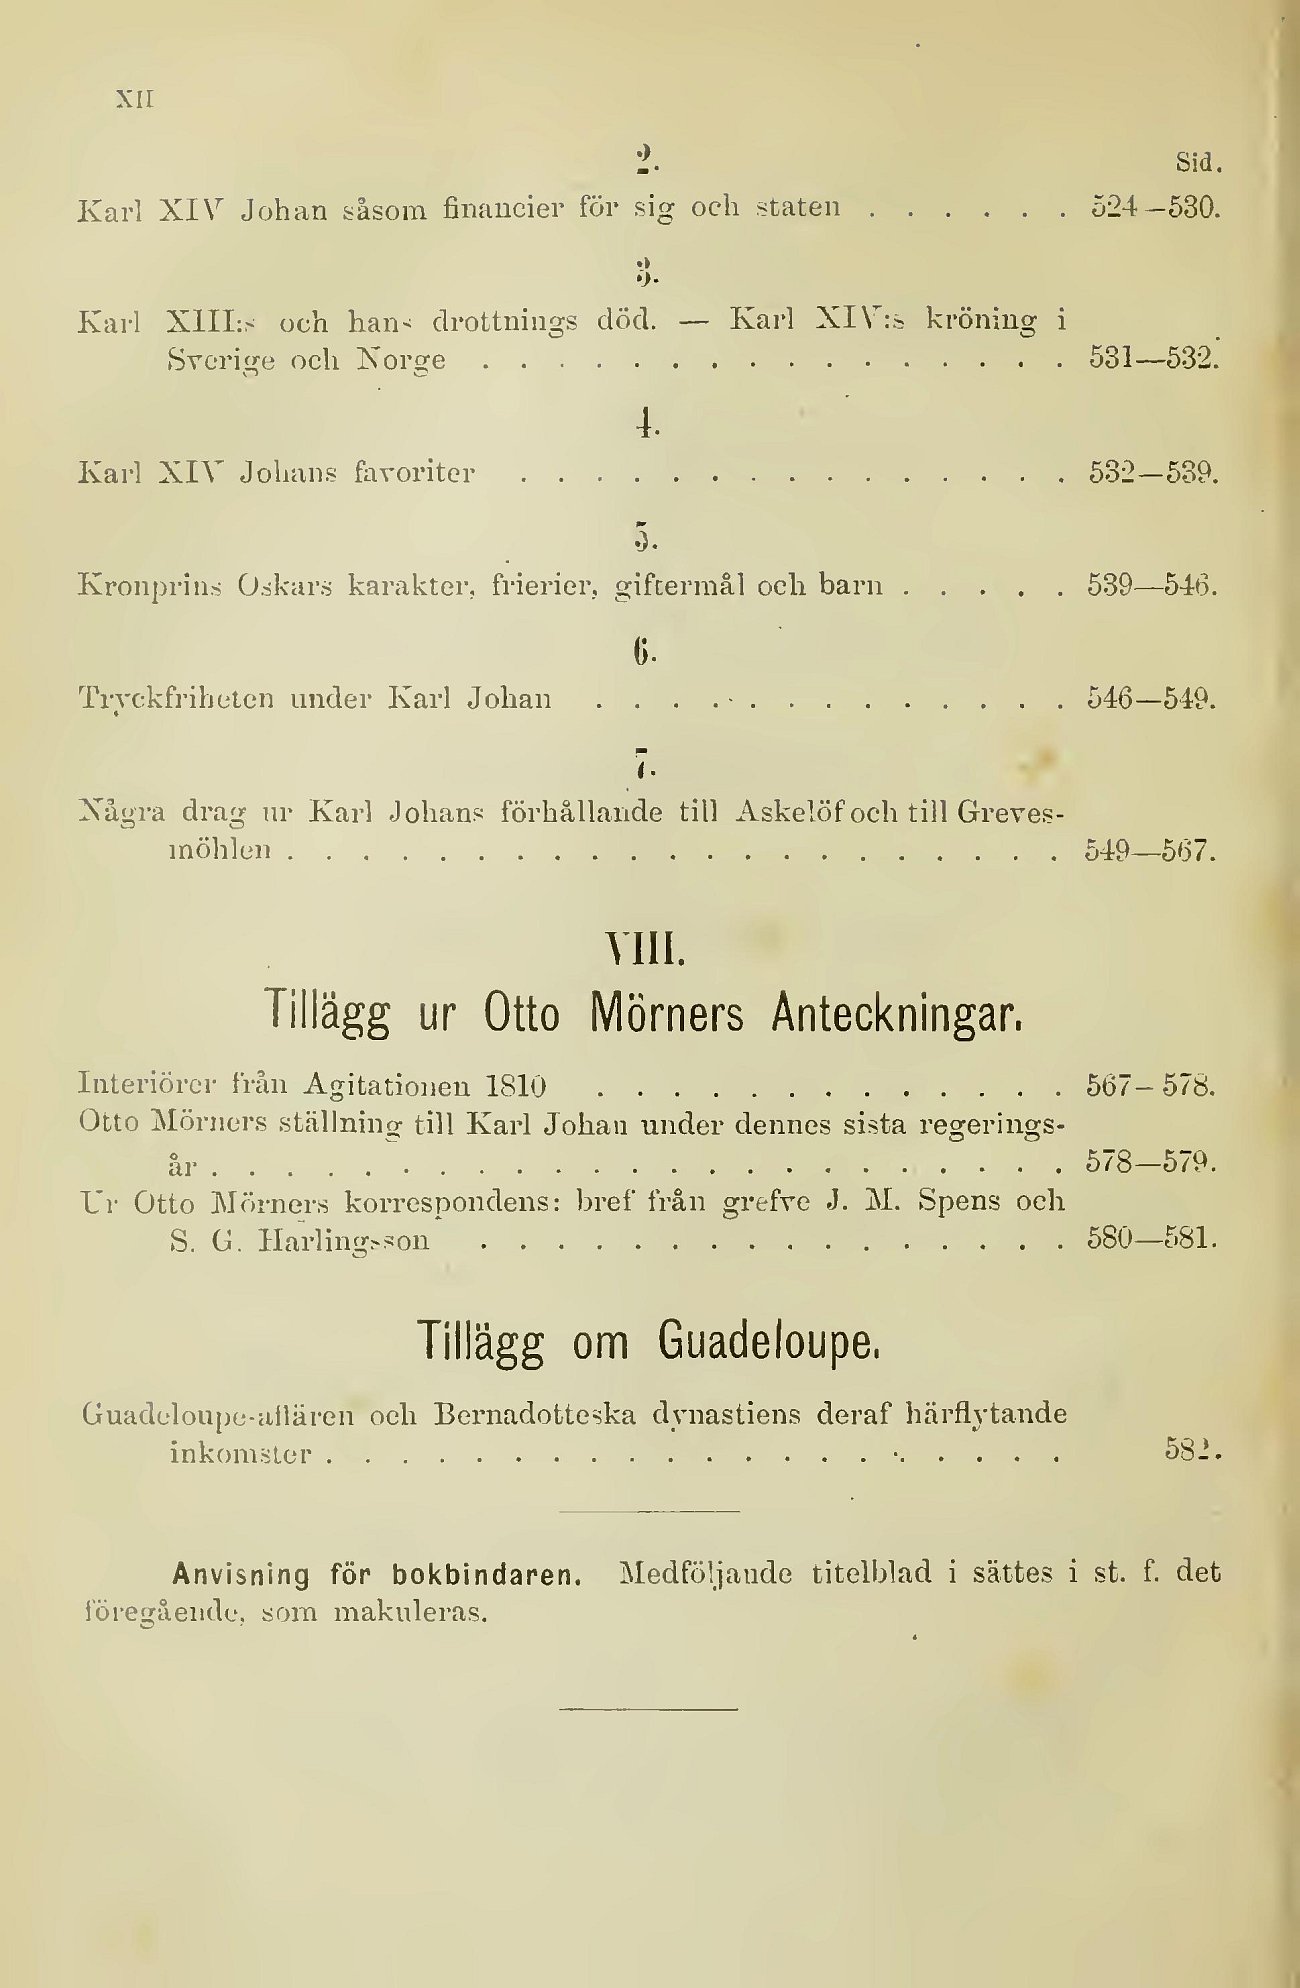 XII
2.
Sid.
Karl XIV Johan såsom financier för sig och staten . . . . . . 524–530.
3.
Karl XIII:s och hans drottnings död. — Karl XIV:s kröning i
Sverige och Norge . . . . . . . . . . . . . . . . 531—532.
4.
Karl XIV Johans favoriter . . . . . . . . . . . . . . . 532—539.
5.
Kronprins Oskars karakter, frierier, giftermål och barn . . . . . 539—546.
6.
Tryckfriheten under Karl Johan . . . . . . . . . . . . . 546—549.
7.
Några drag ur Karl Johans förhållande till Askelöf och till Greves-
möhlen . . . . . . . . . . . . . . . . . . . . . 549—567.
VIII.
Tillägg ur Otto Mörners Anteckningar.
Interiörer från Agitationen 1810 . . . . . . . . . . . . . 567–578.
Otto Mörners ställning till Karl Johan under dennes sista regerings-
år . . . . . . . . . . . . . . . . . . . . . . . 578—579.
Ur Otto Mörners korrespondens: bref från grefve J. M. Spens och
S. G. Harlingsson . . . . . . . . . . . . . . . . 580—581.
Tillägg om Guadeloupe.
Guadeloupe-affären och Bernadotteska dynastiens deraf härflytande
inkomster . . . . . . . . . . . . . . . . . . . . 582.
Anvisning för bokbindaren. Medföljande titelblad i sättes i st. f. det
föregående, som makuleras.